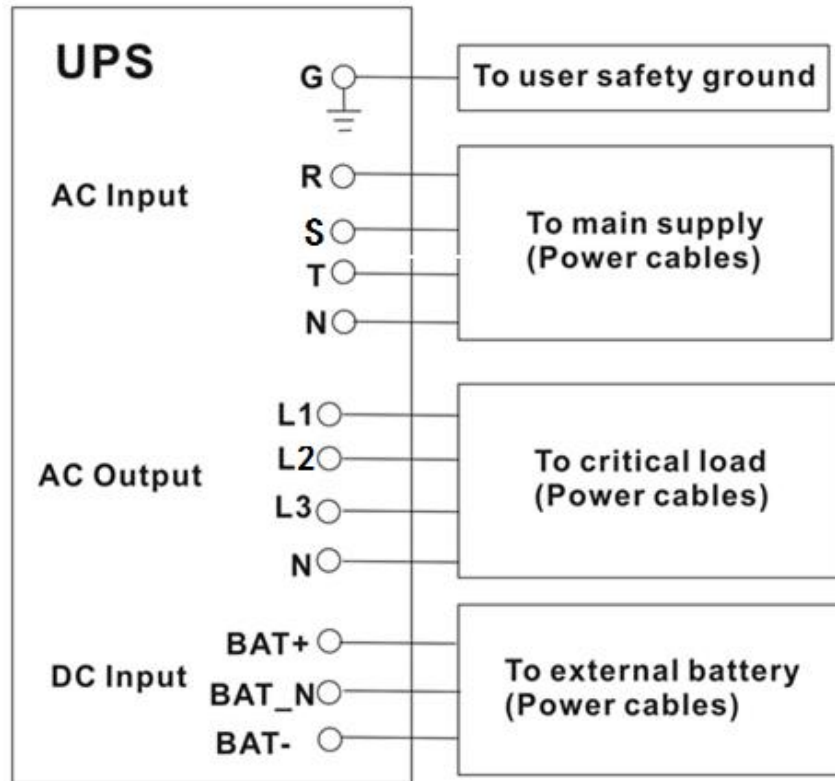 UPS
G
To user safety ground
AC Input
R
S
T
N
To main supply
(Power cables)
AC Output
L1
L2
L3
N
To critical load
(Power cables)
DC Input
BAT+
BAT_N
BAT-
To external battery
(Power cables)